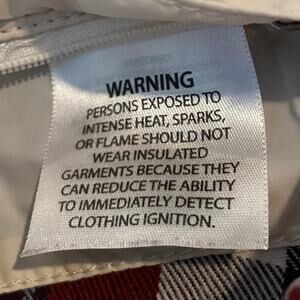 WARNING
PERSONS EXPOSED TO
INTENSE HEAT, SPARKS,
OR FLAME SHOULD NOT
WEAR INSULATED
GARMENTS BECAUSE THEY
CAN REDUCE THE ABILITY
TO IMMEDIATELY DETECT
CLOTHING IGNITION.